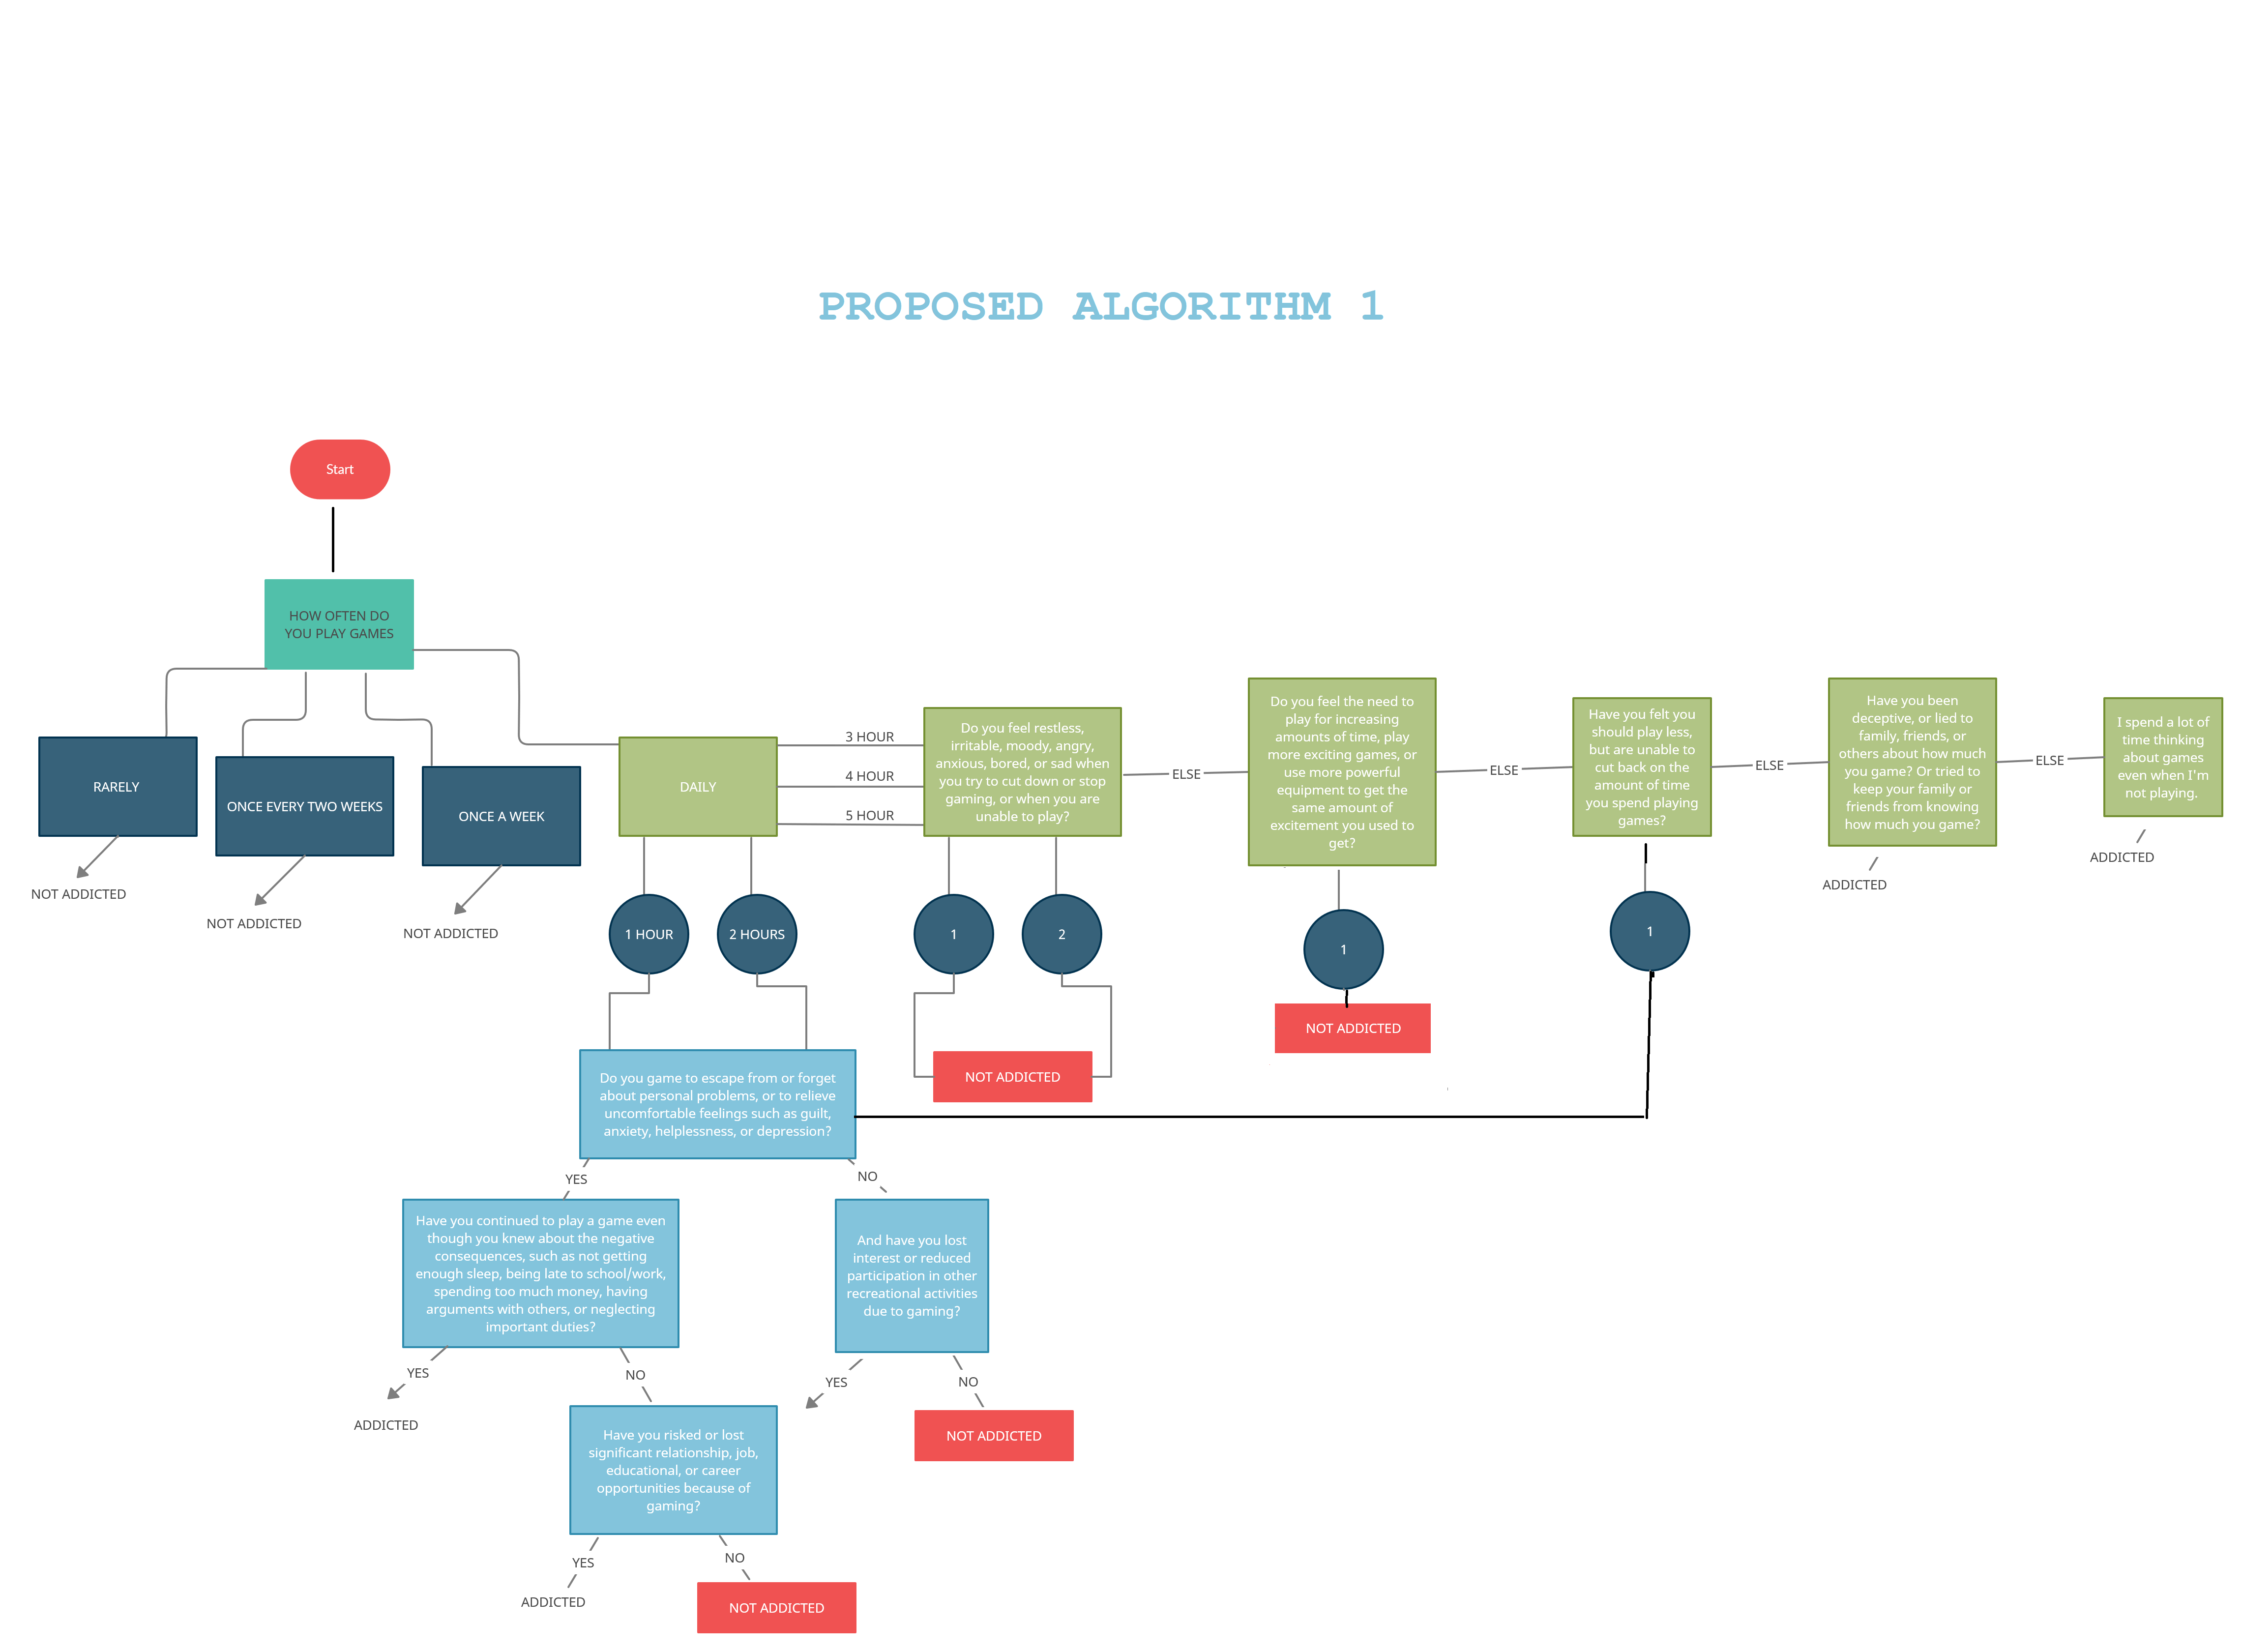 PROPOSED ALGORITHM 1
Start
HOW OFTEN DO
YOU PLAY GAMES
RARELY
NOT ADDICTED
ONCE EVERY TWO WEEKS
NOT ADDICTED
ONCE A WEEK
NOT ADDICTED
DAILY
3 HOUR
4 HOUR
5 HOUR
Do you feel restless,
irritable, moody, angry,
anxious, bored, or sad when
you try to cut down or stop
gaming, or when you are
unable to play?
ELSE
Do you feel the need to
play for increasing
amounts of time, play
more exciting games, or
use more powerful
equipment to get the
same amount of
excitement you used to
get?
ELSE
Have you felt you
should play less,
but are unable to
cut back on the
amount of time
you spend playing
games?
ELSE
Have you been
deceptive, or lied to
family, friends, or
others about how much
you game? Or tried to
keep your family or
friends from knowing
how much you game?
ELSE
I spend a lot of
time thinking
about games
even when I'm
not playing.
ADDICTED
ADDICTED
1 HOUR
2 HOURS
1
2
1
1
NOT ADDICTED
NOT ADDICTED
Do you game to escape from or forget
about personal problems, or to relieve
uncomfortable feelings such as guilt,
anxiety, helplessness, or depression?
YES
NO
Have you continued to play a game even
though you knew about the negative
consequences, such as not getting
enough sleep, being late to school/work,
spending too much money, having
arguments with others, or neglecting
important duties?
And have you lost
interest or reduced
participation in other
recreational activities
due to gaming?
YES
NO
YES
NO
ADDICTED
Have you risked or lost
significant relationship, job,
educational, or career
opportunities because of
gaming?
NOT ADDICTED
YES
NO
ADDICTED
NOT ADDICTED